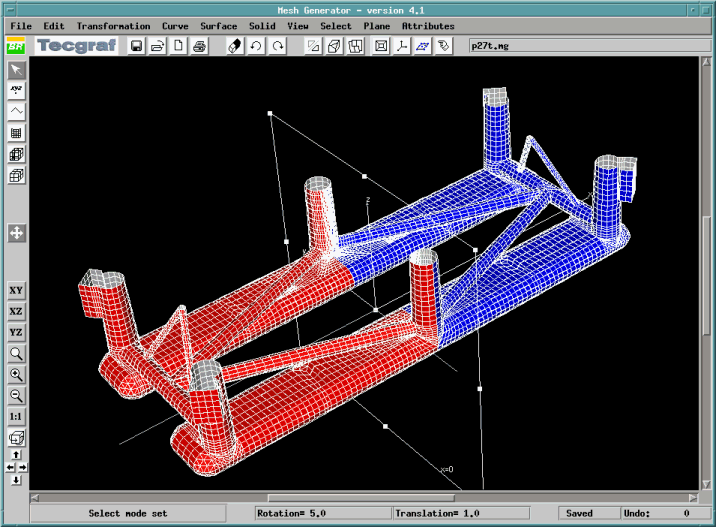 Mesh Generator - version 4.1
File Edit Transformation Curve Surface Solid View Select Plane Attributes
BR Tecgraf p27t.mg
xyz
XY
XZ
YZ
1:1
z
x=0
Select mode set Rotation= 5.0 Translation= 1.0 Saved Undo: 0